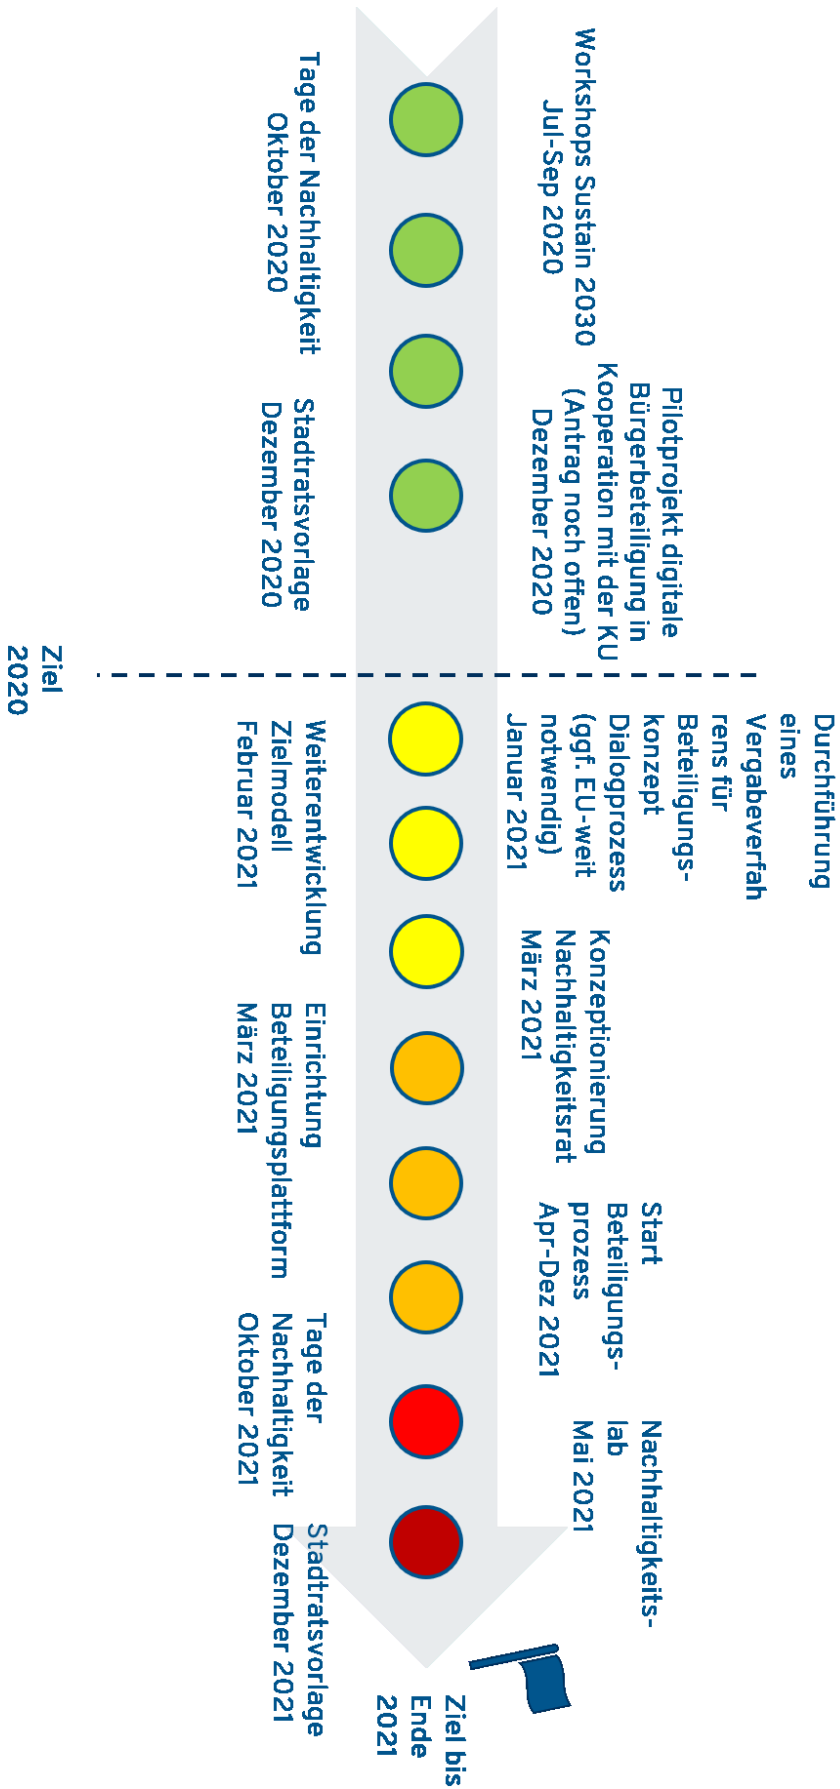 Workshops Sustain 2030
Jul-Sep 2020
Tage der Nachhaltigkeit
Oktober 2020
Pilotprojekt digitale
Bürgerbeteiligung in
Kooperation mit der KU
(Antrag noch offen)
Dezember 2020
Stadtratsvorlage
Dezember 2020
Ziel
2020
Durchführung
eines
Vergabeverfah
rens für
Beteiligungs-
konzept
Dialogprozess
(ggf. EU-weit
notwendig)
Januar 2021
Weiterentwicklung
Zielmodell
Februar 2021
Konzeptionierung
Nachhaltigkeitsrat
März 2021
Einrichtung
Beteiligungsplattform
März 2021
Start
Beteiligungs-
prozess
Apr-Dez 2021
Nachhaltigkeits-
lab
Mai 2021
Tage der
Nachhaltigkeit
Oktober 2021
Stadtratsvorlage
Dezember 2021
Ziel bis
Ende
2021